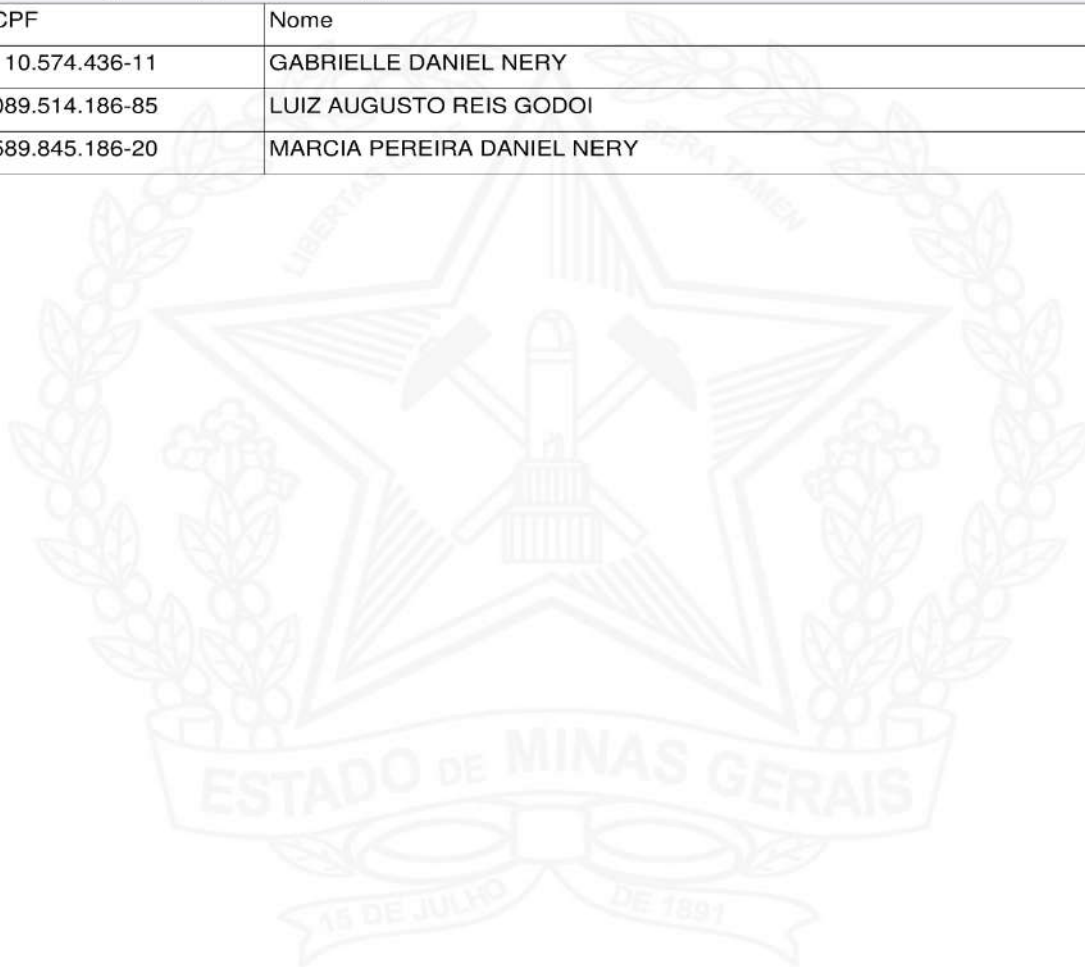 CPF Nome
10.574.436-11 GABRIELLE DANIEL NERY
089.514.186-85 LUIZ AUGUSTO REIS GODOI
589.845.186-20 MARCIA PEREIRA DANIEL NERY
LIBERTAS SERA TAMEN
ESTADO DE MINAS GERAIS
15 DE JULHO DE 1891